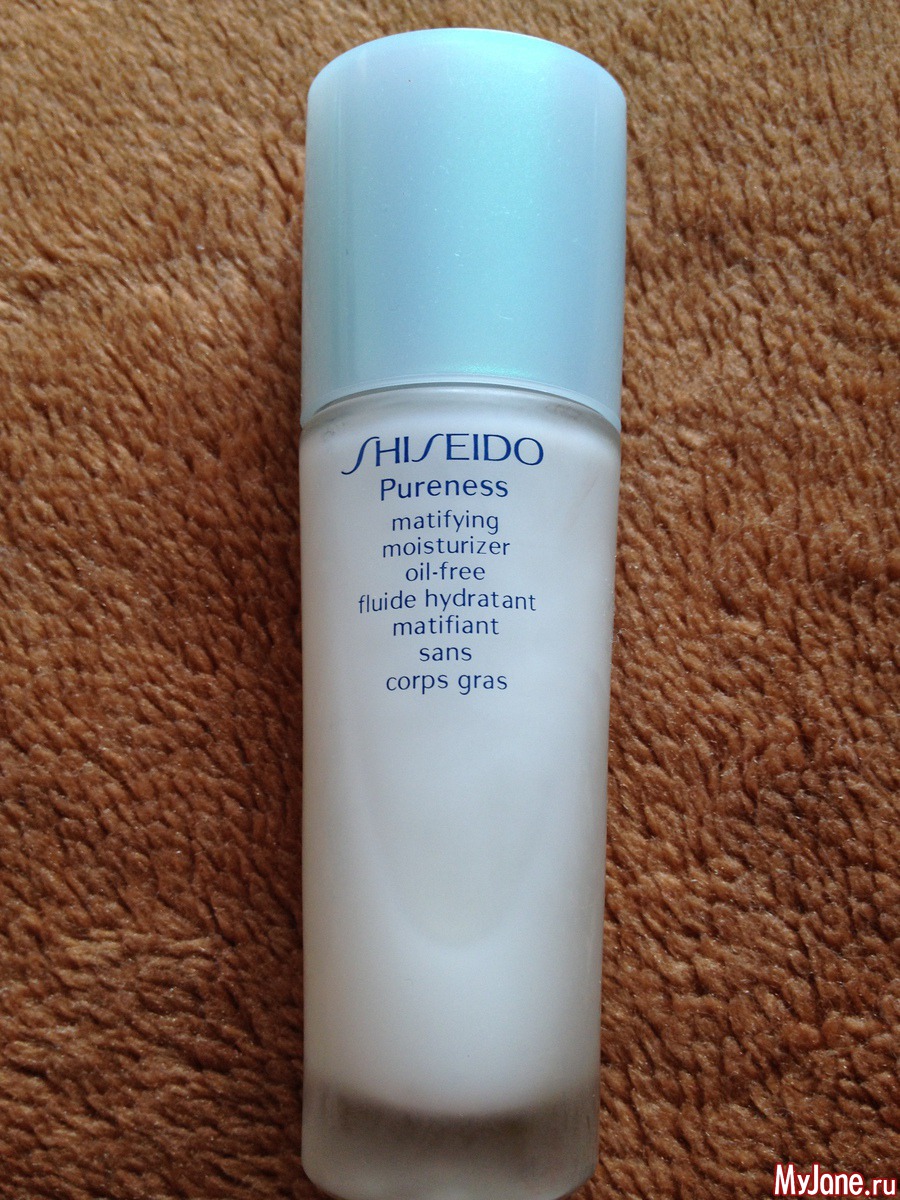 SHISEIDO
Pureness
matifying
moisturizer
oil-free
fluide hydratant
matifiant
sans
corps gras
MyJane.ru